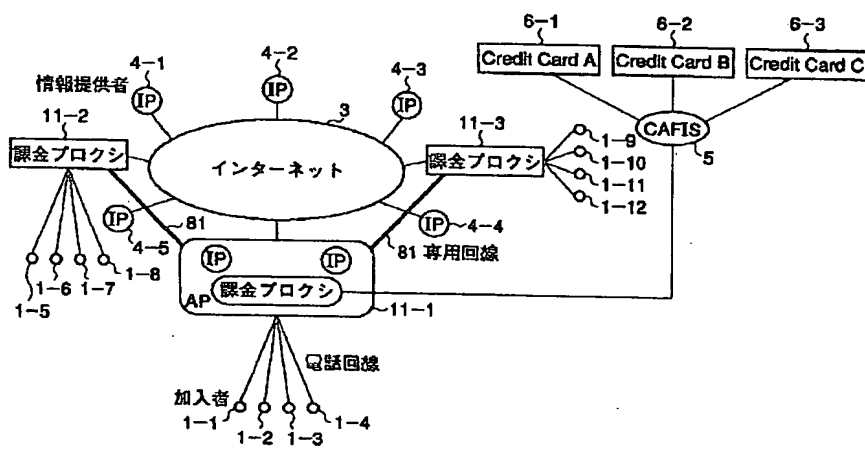 6-1
6-2
6-3
Credit Card A
Credit Card B
Credit Card C
4-1
4-2
4-3
情報提供者
IP
IP
IP
11-2
3
11-3
課金プロクシ
インターネット
課金プロクシ
CAFIS
5
1-9
1-10
1-11
1-12
IP
4-5
81
IP
4-4
81 専用回線
1-5
1-6
1-7
1-8
IP
IP
AP
課金プロクシ
11-1
電話回線
加入者
1-1
1-2
1-3
1-4